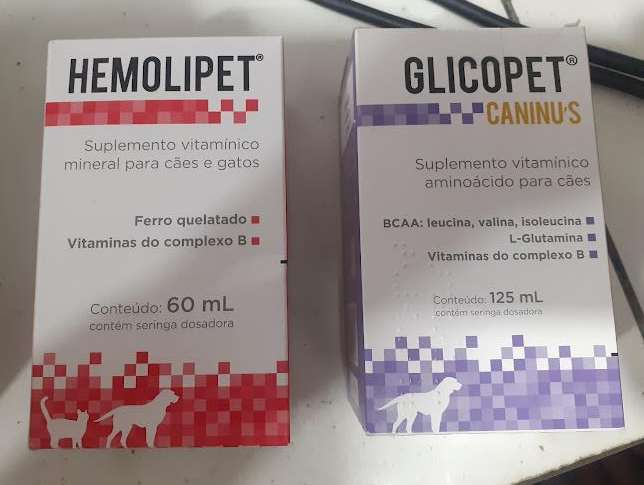 HEMOLIPET®
Suplemento vitamínico
mineral para cães e gatos
Ferro quelatado
Vitaminas do complexo B
Conteúdo: 60 mL
contém seringa dosadora
GLICOPET®
CANINU'S
Suplemento vitamínico
aminoácido para cães
BCAA: leucina, valina, isoleucina
L-Glutamina
Vitaminas do complexo B
Conteúdo: 125 mL
contém seringa dosadora